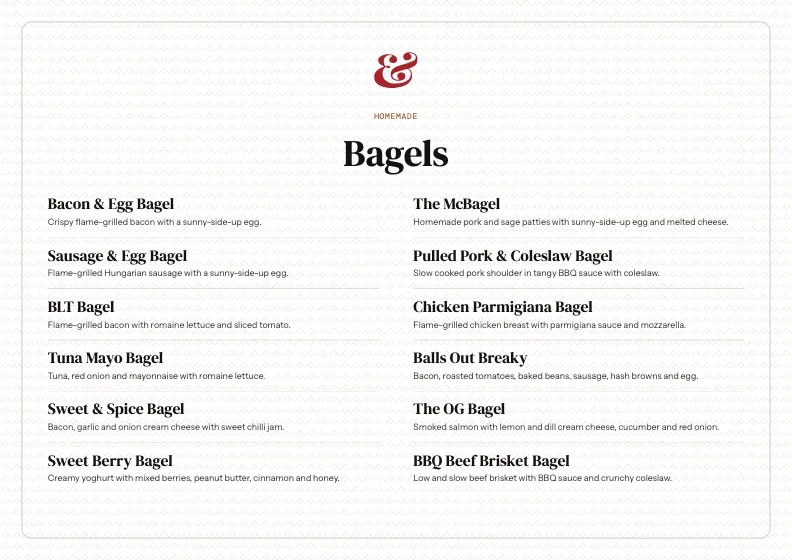 &
HOMEMADE
Bagels
Bacon & Egg Bagel
Crispy flame-grilled bacon with a sunny-side-up egg.
Sausage & Egg Bagel
Flame-grilled Hungarian sausage with a sunny-side-up egg.
BLT Bagel
Flame-grilled bacon with romaine lettuce and sliced tomato.
Tuna Mayo Bagel
Tuna, red onion and mayonnaise with romaine lettuce.
Sweet & Spice Bagel
Bacon, garlic and onion cream cheese with sweet chilli jam.
Sweet Berry Bagel
Creamy yoghurt with mixed berries, peanut butter, cinnamon and honey.
The McBagel
Homemade pork and sage patties with sunny-side-up egg and melted cheese.
Pulled Pork & Coleslaw Bagel
Slow cooked pork shoulder in tangy BBQ sauce with coleslaw.
Chicken Parmigiana Bagel
Flame-grilled chicken breast with parmigiana sauce and mozzarella.
Balls Out Breaky
Bacon, roasted tomatoes, baked beans, sausage, hash browns and egg.
The OG Bagel
Smoked salmon with lemon and dill cream cheese, cucumber and red onion.
BBQ Beef Brisket Bagel
Low and slow beef brisket with BBQ sauce and crunchy coleslaw.